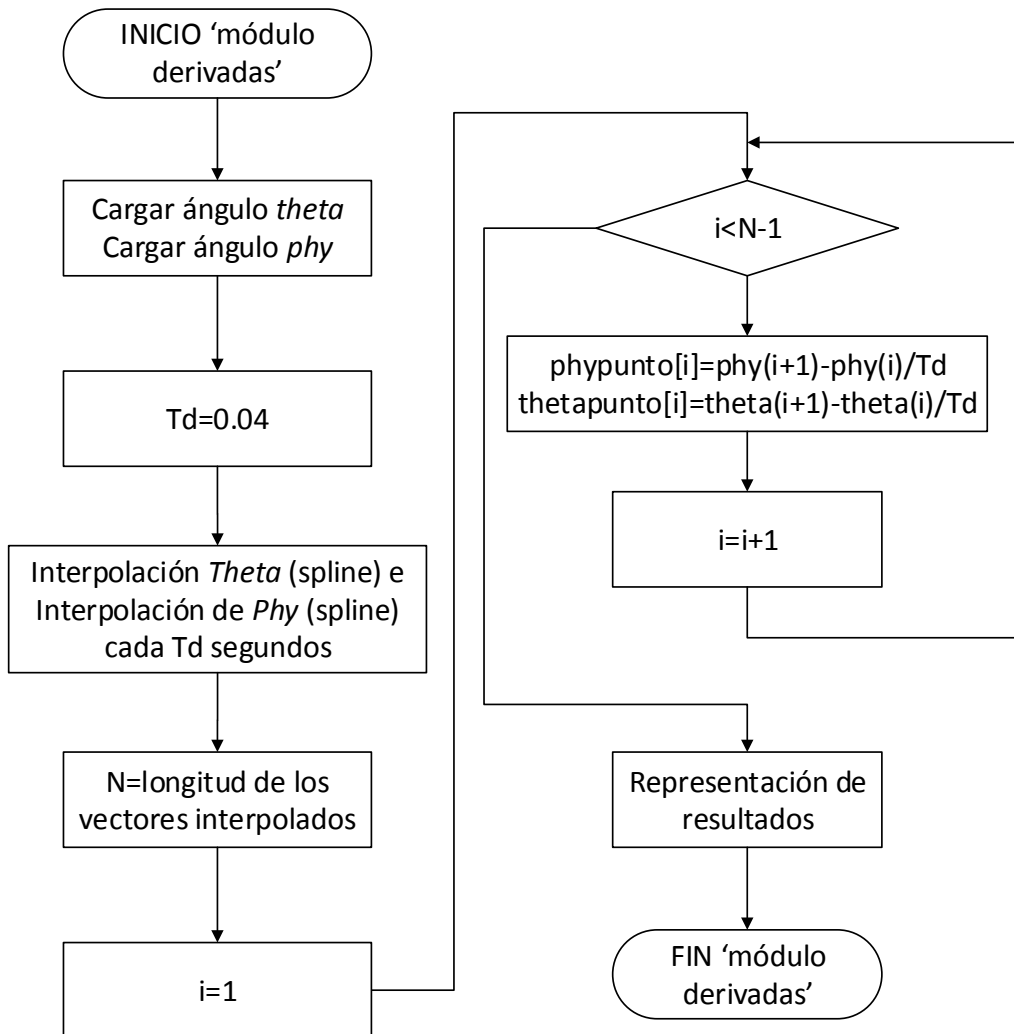 INICIO ‘módulo
derivadas’
Cargar ángulo theta
Cargar ángulo phy
Td=0.04
Interpolación Theta (spline) e
Interpolación de Phy (spline)
cada Td segundos
N=longitud de los
vectores interpolados
i=1
i<N-1
phypunto[i]=phy(i+1)-phy(i)/Td
thetapunto[i]=theta(i+1)-theta(i)/Td
i=i+1
Representación de
resultados
FIN ‘módulo
derivadas’